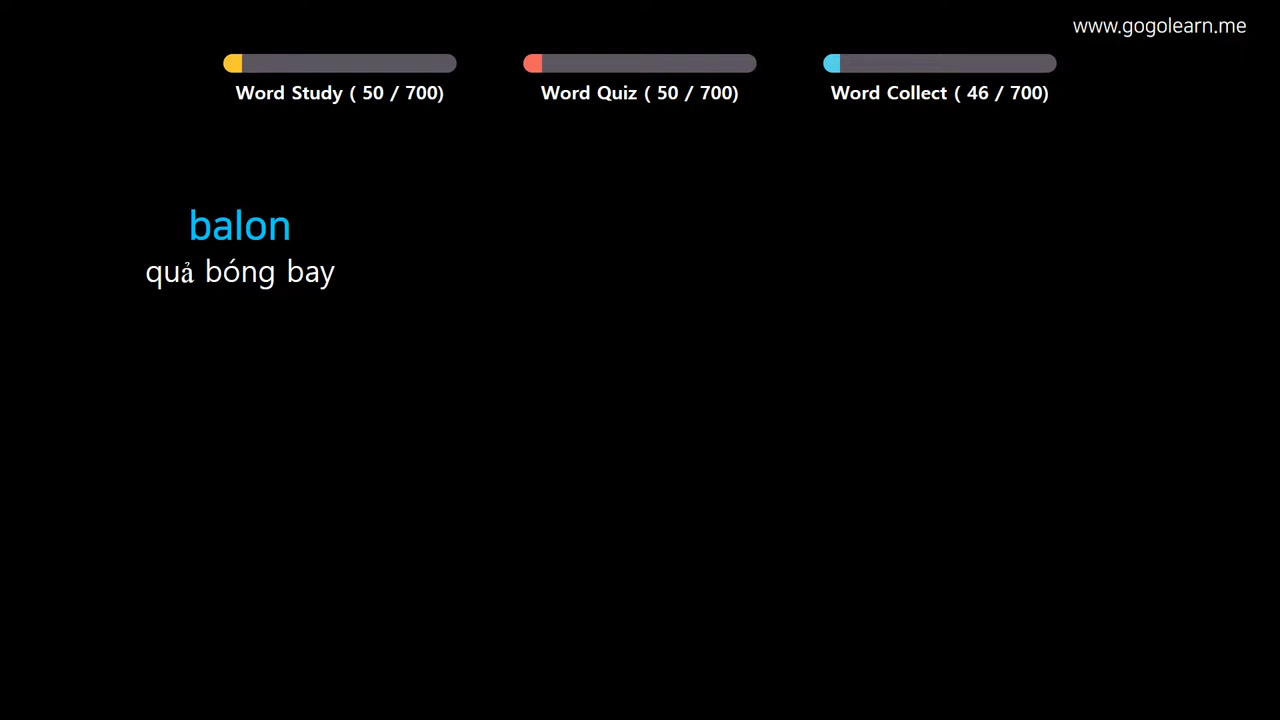 www.gogolearn.me
Word Study ( 50 / 700)
Word Quiz ( 50 / 700)
Word Collect ( 46 / 700)
balon
quả bóng bay